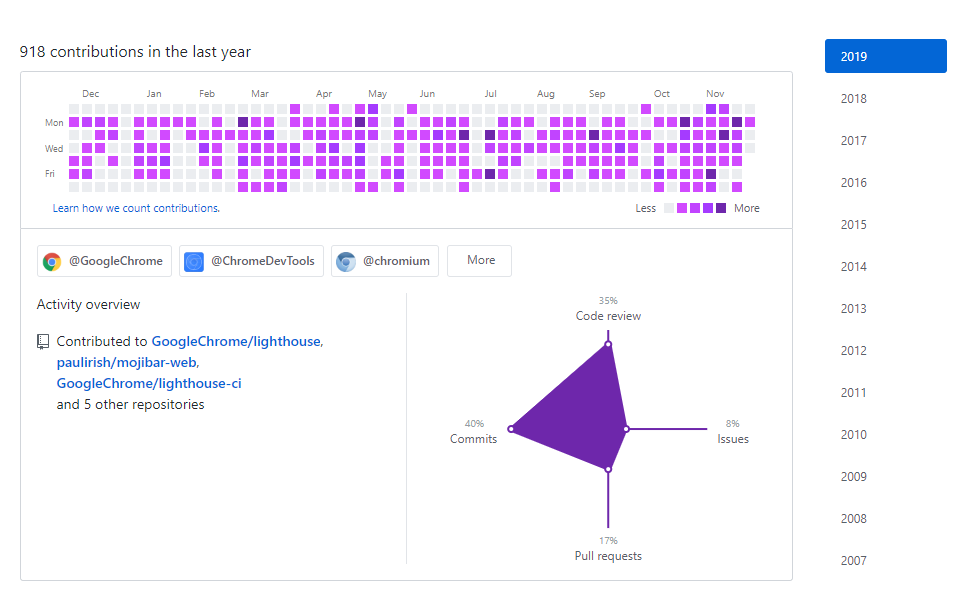 918 contributions in the last year
2019
2018
2017
2016
2015
2014
2013
2012
2011
2010
2009
2008
2007
Dec Jan Feb Mar Apr May Jun Jul Aug Sep Oct Nov
Mon
Wed
Fri
Learn how we count contributions.
Less More
@GoogleChrome @ChromeDevTools @chromium More
Activity overview
Contributed to GoogleChrome/lighthouse,
paulirish/mojibar-web,
GoogleChrome/lighthouse-ci
and 5 other repositories
35%
Code review
40%
Commits
8%
Issues
17%
Pull requests